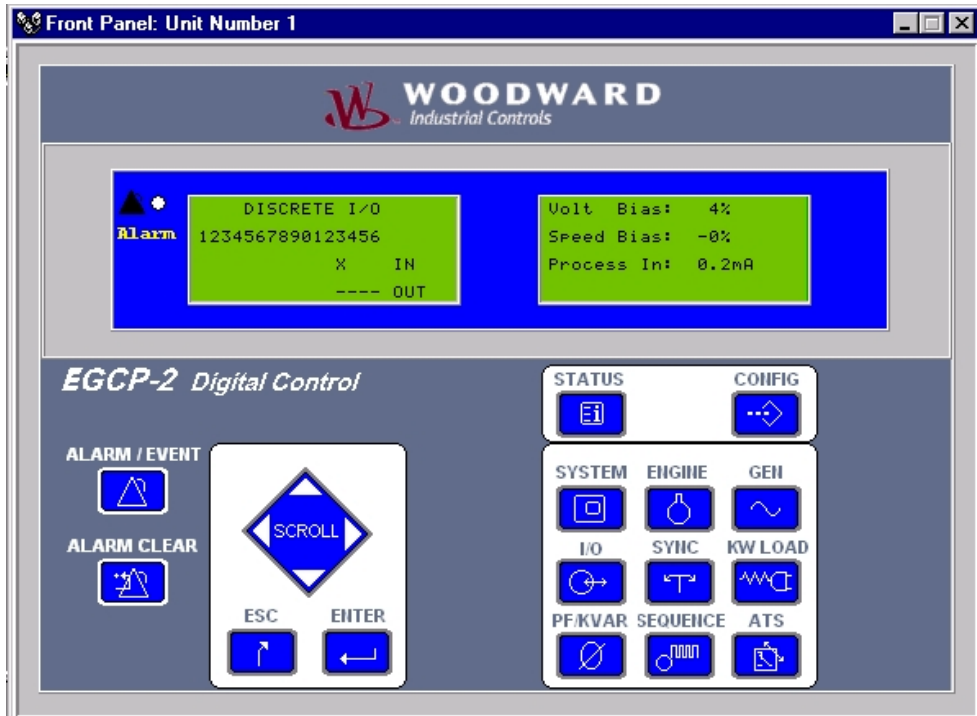 Front Panel: Unit Number 1
WOODWARD
Industrial Controls
Alarm
DISCRETE I/O
1234567890123456
X IN
---- OUT
Volt Bias: 4%
Speed Bias: -0%
Process In: 0.2mA
EGCP-2 Digital Control
STATUS CONFIG
ALARM / EVENT
ALARM CLEAR
SCROLL
ESC ENTER
SYSTEM ENGINE GEN
I/O SYNC KW LOAD
PF/KVAR SEQUENCE ATS